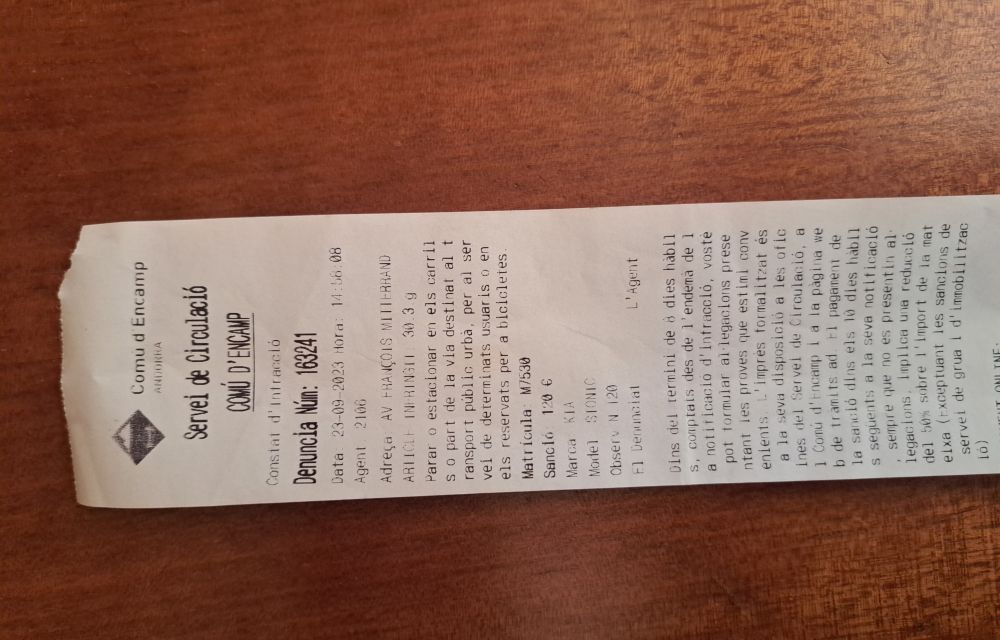 Comú d'Encamp
ANDORRA
Servei de Circulació
COMÚ D'ENCAMP
Constat d'Infracció
Denuncia Núm: 163241
Data 23-09-2023 Hora: 14:58:08
Agent 2106
Adreça AV FRANÇOIS MITTERRAND
ARTICLE INFRINGIT 30 3 g
Parar o estacionar en els carril
s o part de la via destinat al t
ransport públic urbà, per al ser
vei de determinats usuaris o en
els reservats per a bicicletes.
Matrícula: M7530
Sanció: 120 €
Marca KIA
Model STONIC
Observ N 120
El Denunciat L'Agent
Dins del termini de 5 dies hàbil
s, comptats des de l'endemà de l
a notificació d'Infracció, vostè
pot formular al·legacions prese
ntant les proves que estimi conv
enients. L'imprès formalitzat és
a la seva disposició a les ofic
ines del Servei de Circulació, a
l Comú d'Encamp i a la pàgina we
b de tràmits ad. El pagament de
la sanció dins els 10 dies hàbil
s següents a la seva notificació
sempre que no es presentin al·
legacions, implica una reducció
del 50% sobre l'import de la mat
eixa (exceptuant les sancions de
servei de grua i d'immobilitzac
ió)
ONLINE: